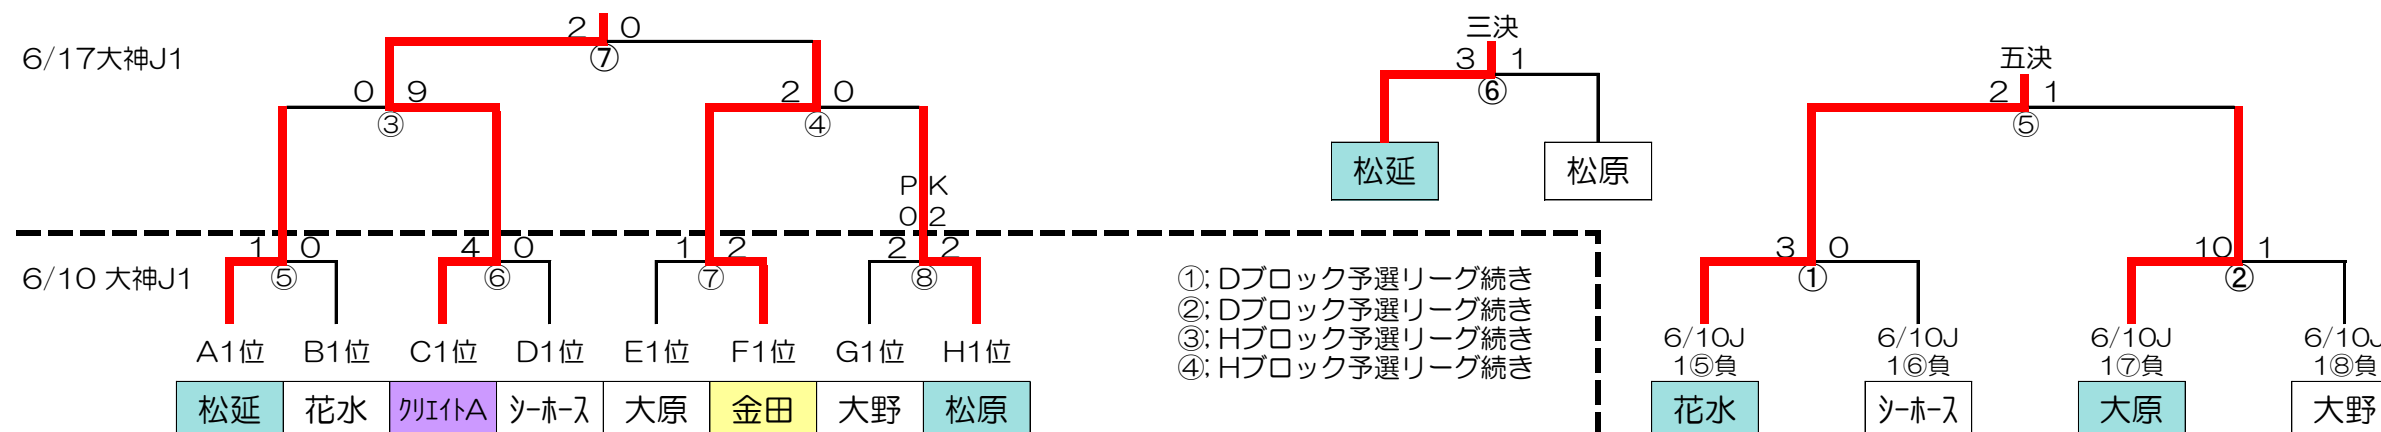 2 0
⑦
6/17大神J1
0 9
③
2 0
④
PK
0 2
1 0
⑤
4 0
⑥
1 2
⑦
2 2
⑧
6/10 大神J1
A1位 B1位 C1位 D1位 E1位 F1位 G1位 H1位
松延 花水 ｸﾘｴｲﾄA ｼｰﾎｰｽ 大原 金田 大野 松原
三決
3 1
⑥
松延 松原
①; Dブロック予選リーグ続き
②; Dブロック予選リーグ続き
③; Hブロック予選リーグ続き
④; Hブロック予選リーグ続き
五決
2 1
⑤
3 0
①
10 1
②
6/10J 6/10J 6/10J 6/10J
1⑤負 1⑥負 1⑦負 1⑧負
花水 ｼｰﾎｰｽ 大原 大野